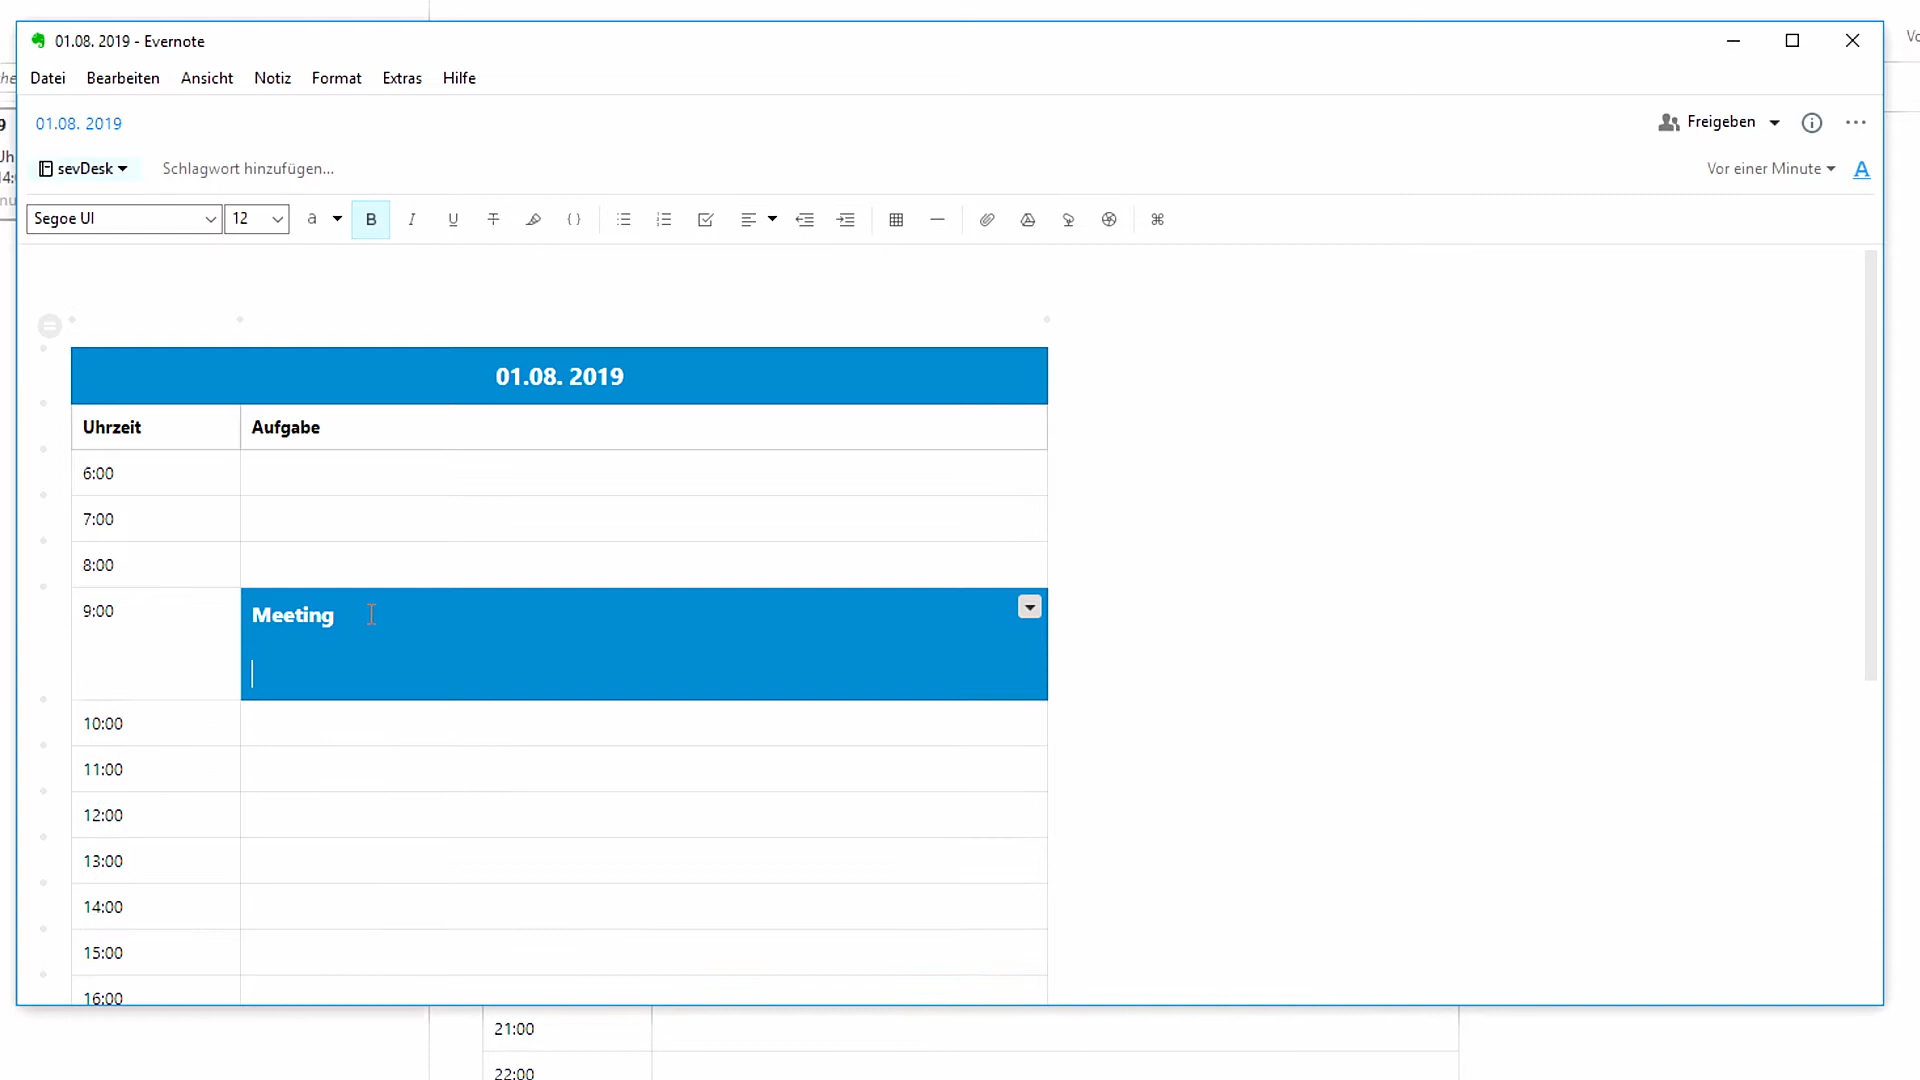 01.08. 2019 - Evernote
Datei Bearbeiten Ansicht Notiz Format Extras Hilfe
01.08. 2019
Freigeben
sevDesk Schlagwort hinzufügen...
Vor einer Minute A
Segoe UI 12 a B I U T { }
01.08. 2019
Uhrzeit Aufgabe
6:00
7:00
8:00
9:00 Meeting
10:00
11:00
12:00
13:00
14:00
15:00
16:00
21:00
22:00